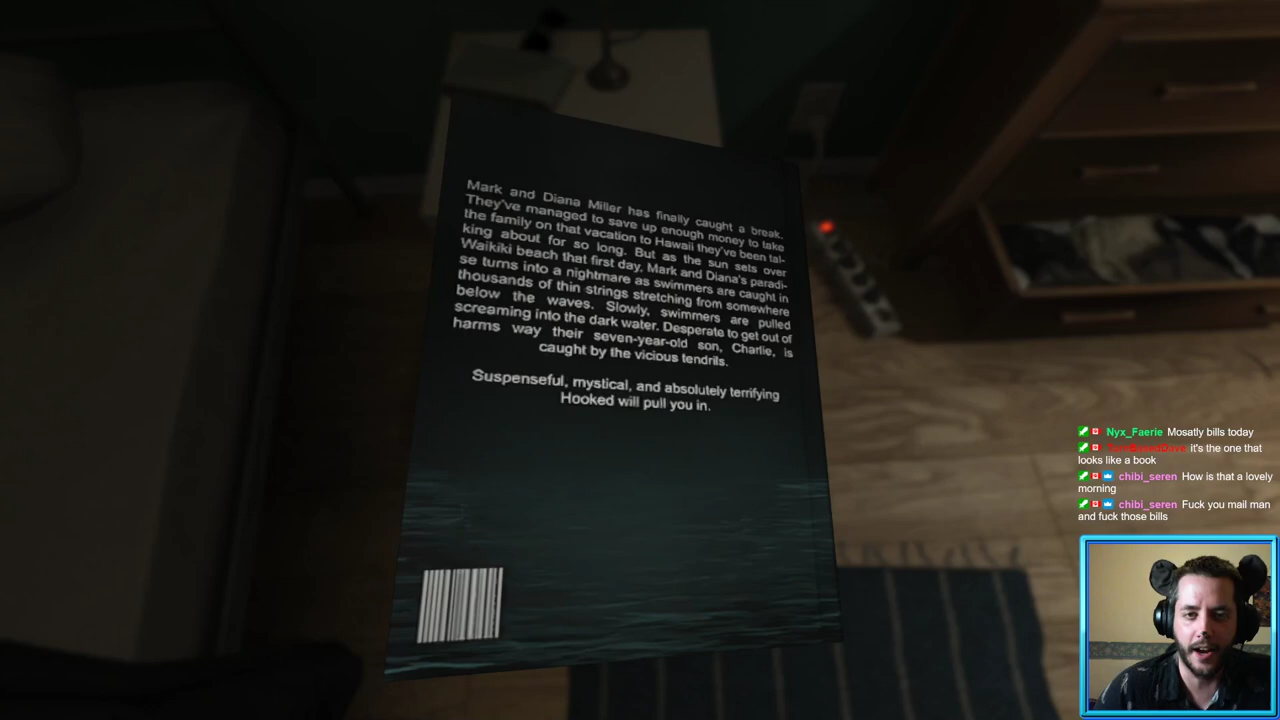 Mark and Diana Miller has finally caught a break.
They've managed to save up enough money to take
the family on that vacation to Hawaii they've been tal-
king about for so long. But as the sun sets over
Waikiki beach that first day, Mark and Diana's paradi-
se turns into a nightmare as swimmers are caught in
thousands of thin strings stretching from somewhere
below the waves. Slowly, swimmers are pulled
screaming into the dark water. Desperate to get out of
harms way their seven-year-old son, Charlie, is
caught by the vicious tendrils.
Suspenseful, mystical, and absolutely terrifying
Hooked will pull you in.
Nyx_Faerie Mosatly bills today
it's the one that
looks like a book
chibi_seren How is that a lovely
morning
chibi_seren Fuck you mail man
and fuck those bills